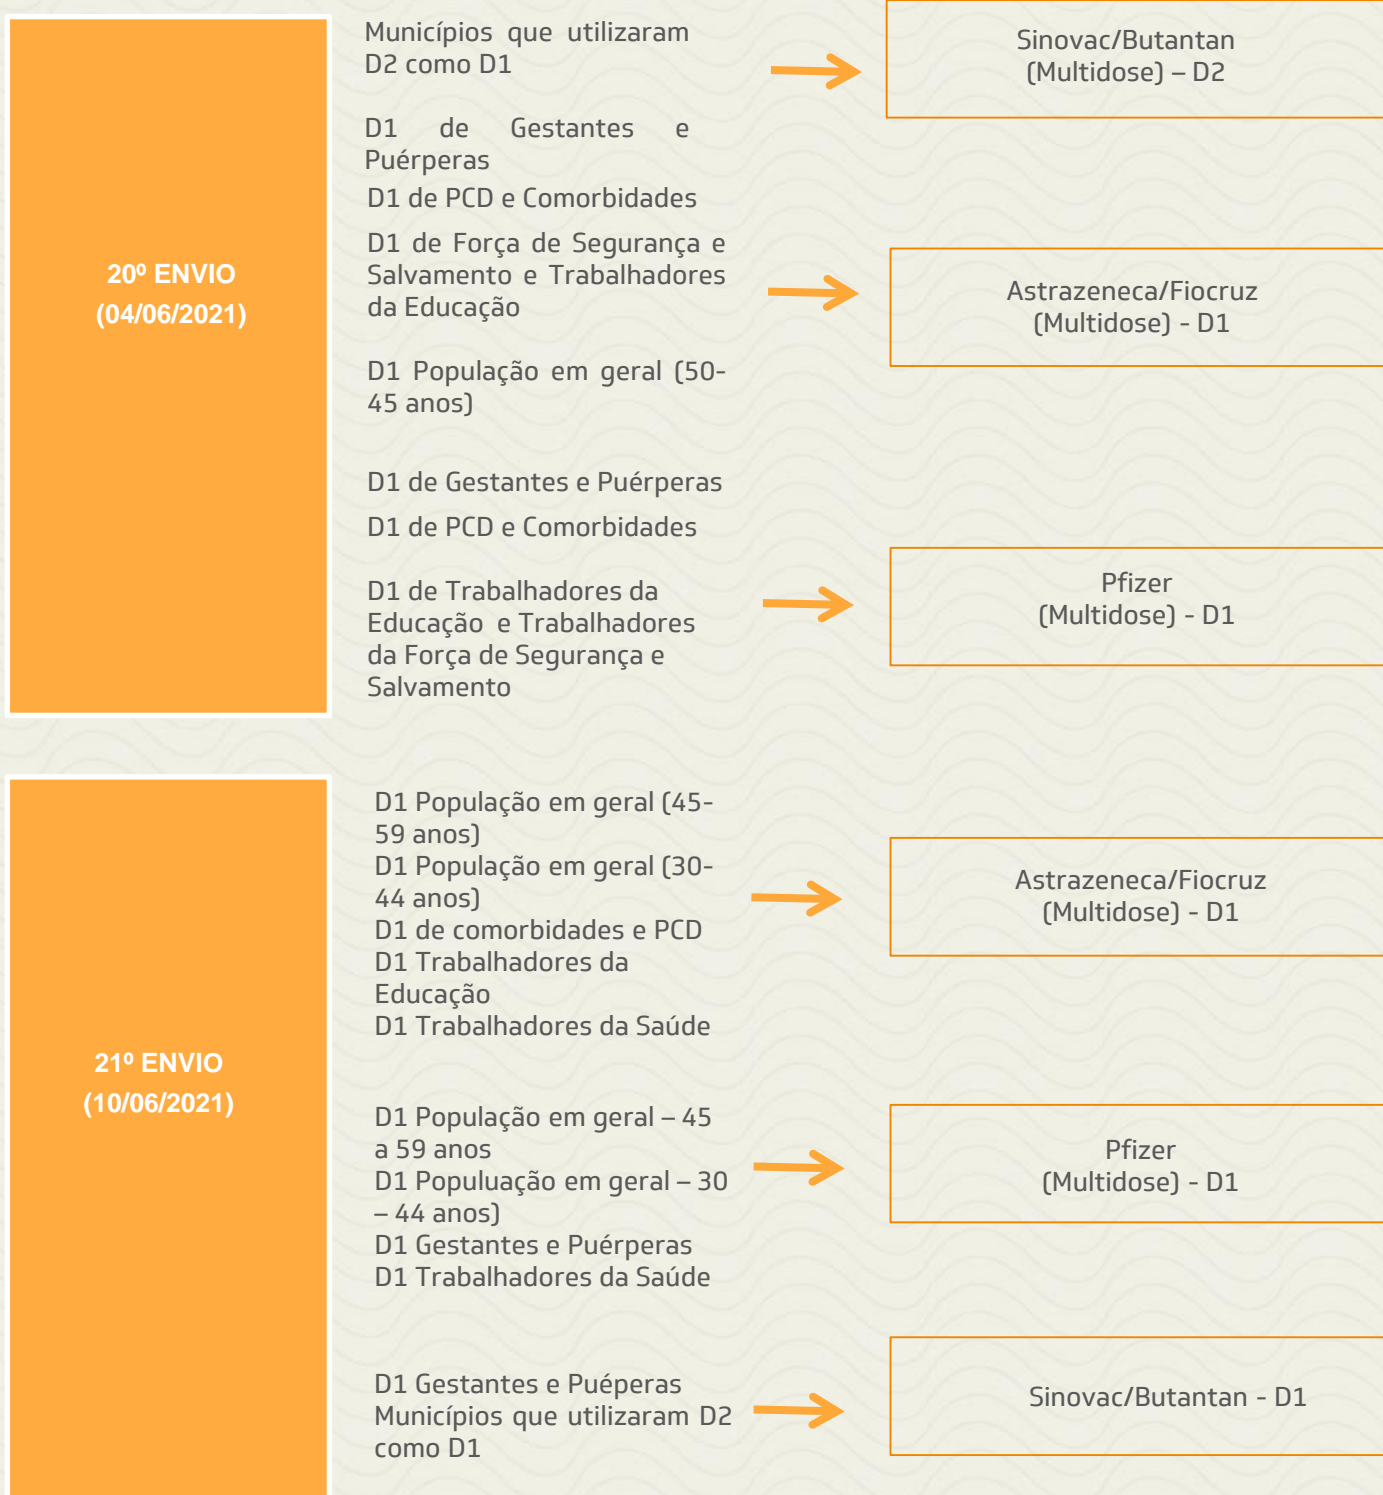 20º ENVIO
(04/06/2021)
Municípios que utilizaram
D2 como D1
D1 de Gestantes e
Puérperas
Sinovac/Butantan
(Multidose) – D2
D1 de PCD e Comorbidades
D1 de Força de Segurança e
Salvamento e Trabalhadores
da Educação
D1 População em geral (50-
45 anos)
Astrazeneca/Fiocruz
(Multidose) - D1
D1 de Gestantes e Puérperas
D1 de PCD e Comorbidades
D1 de Trabalhadores da
Educação e Trabalhadores
da Força de Segurança e
Salvamento
Pfizer
(Multidose) - D1
21º ENVIO
(10/06/2021)
D1 População em geral (45-
59 anos)
D1 População em geral (30-
44 anos)
D1 de comorbidades e PCD
D1 Trabalhadores da
Educação
D1 Trabalhadores da Saúde
Astrazeneca/Fiocruz
(Multidose) - D1
D1 População em geral – 45
a 59 anos
D1 Populuação em geral – 30
– 44 anos)
D1 Gestantes e Puérperas
D1 Trabalhadores da Saúde
Pfizer
(Multidose) - D1
D1 Gestantes e Puéperas
Municípios que utilizaram D2
como D1
Sinovac/Butantan - D1